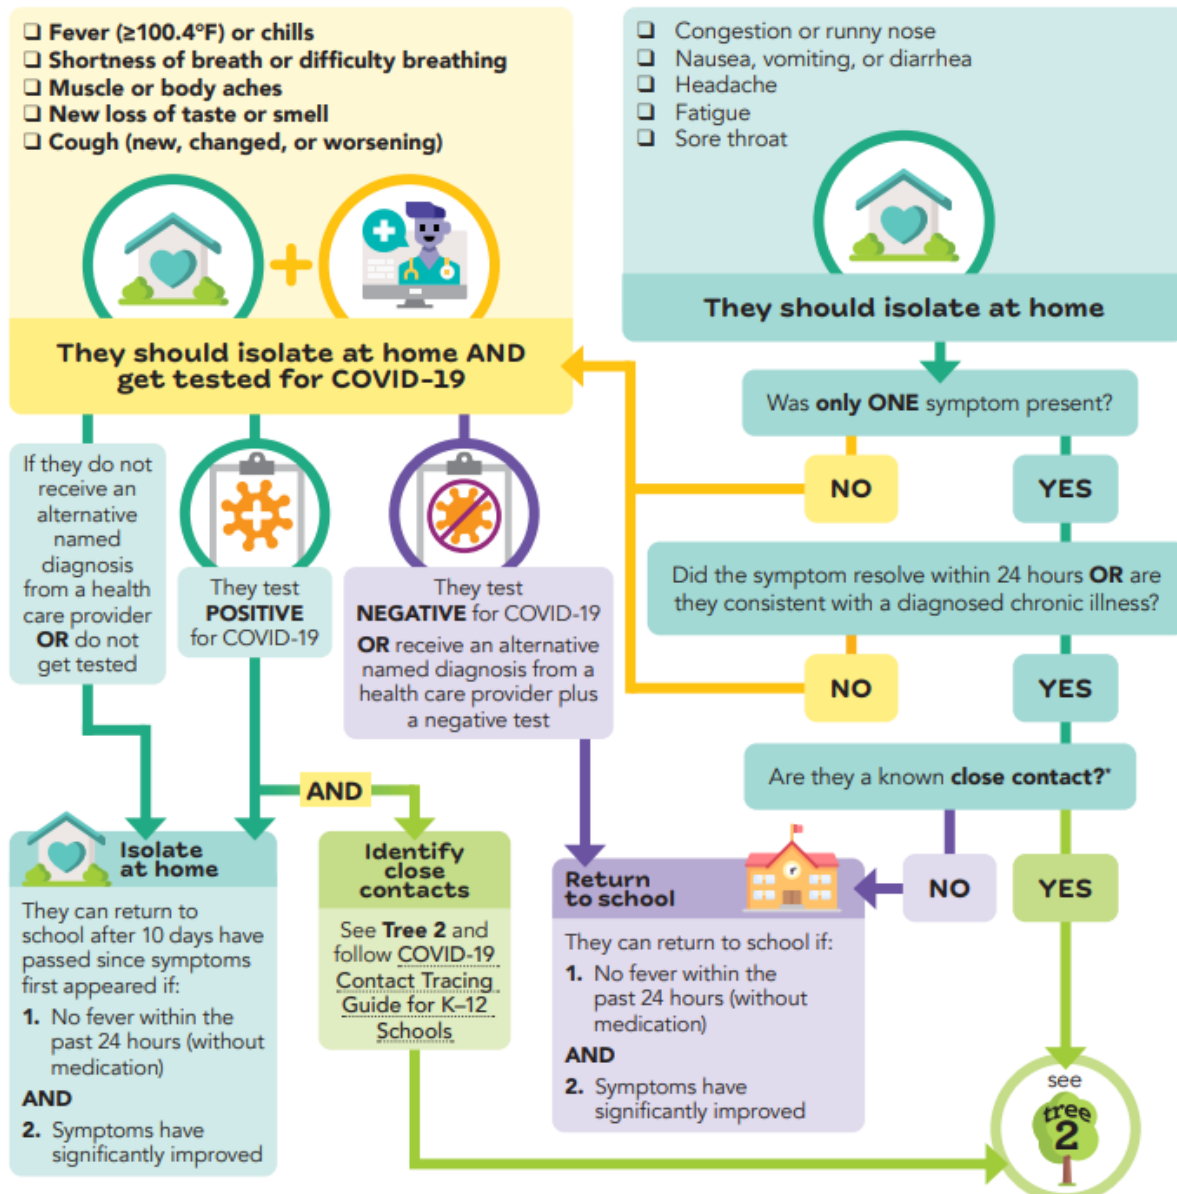 ❑ Fever (≥100.4°F) or chills
❑ Shortness of breath or difficulty breathing
❑ Muscle or body aches
❑ New loss of taste or smell
❑ Cough (new, changed, or worsening)
They should isolate at home AND
get tested for COVID-19
❑ Congestion or runny nose
❑ Nausea, vomiting, or diarrhea
❑ Headache
❑ Fatigue
❑ Sore throat
They should isolate at home
Was only ONE symptom present?
NO
YES
Did the symptom resolve within 24 hours OR are
they consistent with a diagnosed chronic illness?
NO
YES
Are they a known close contact?*
NO
YES
If they do not
receive an
alternative
named
diagnosis
from a health
care provider
OR do not
get tested
They test
POSITIVE
for COVID-19
They test
NEGATIVE for COVID-19
OR receive an alternative
named diagnosis from a
health care provider plus
a negative test
AND
Isolate
at home
They can return to
school after 10 days have
passed since symptoms
first appeared if:
1. No fever within the
past 24 hours (without
medication)
AND
2. Symptoms have
significantly improved
Identify
close
contacts
See Tree 2 and
follow COVID-19
Contact Tracing
Guide for K–12
Schools
Return
to school
They can return to school if:
1. No fever within the
past 24 hours (without
medication)
AND
2. Symptoms have
significantly improved
see
tree
2